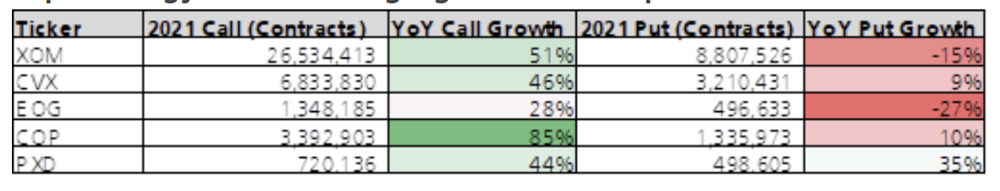 Ticker 2021 Call (Contracts) YoY Call Growth 2021 Put (Contracts) YoY Put Growth
XOM 26,534,413 51% 8,807,526 -15%
CVX 6,833,830 46% 3,210,431 9%
EOG 1,348,185 28% 496,633 -27%
COP 3,392,903 85% 1,335,973 10%
PXD 720,136 44% 498,605 35%